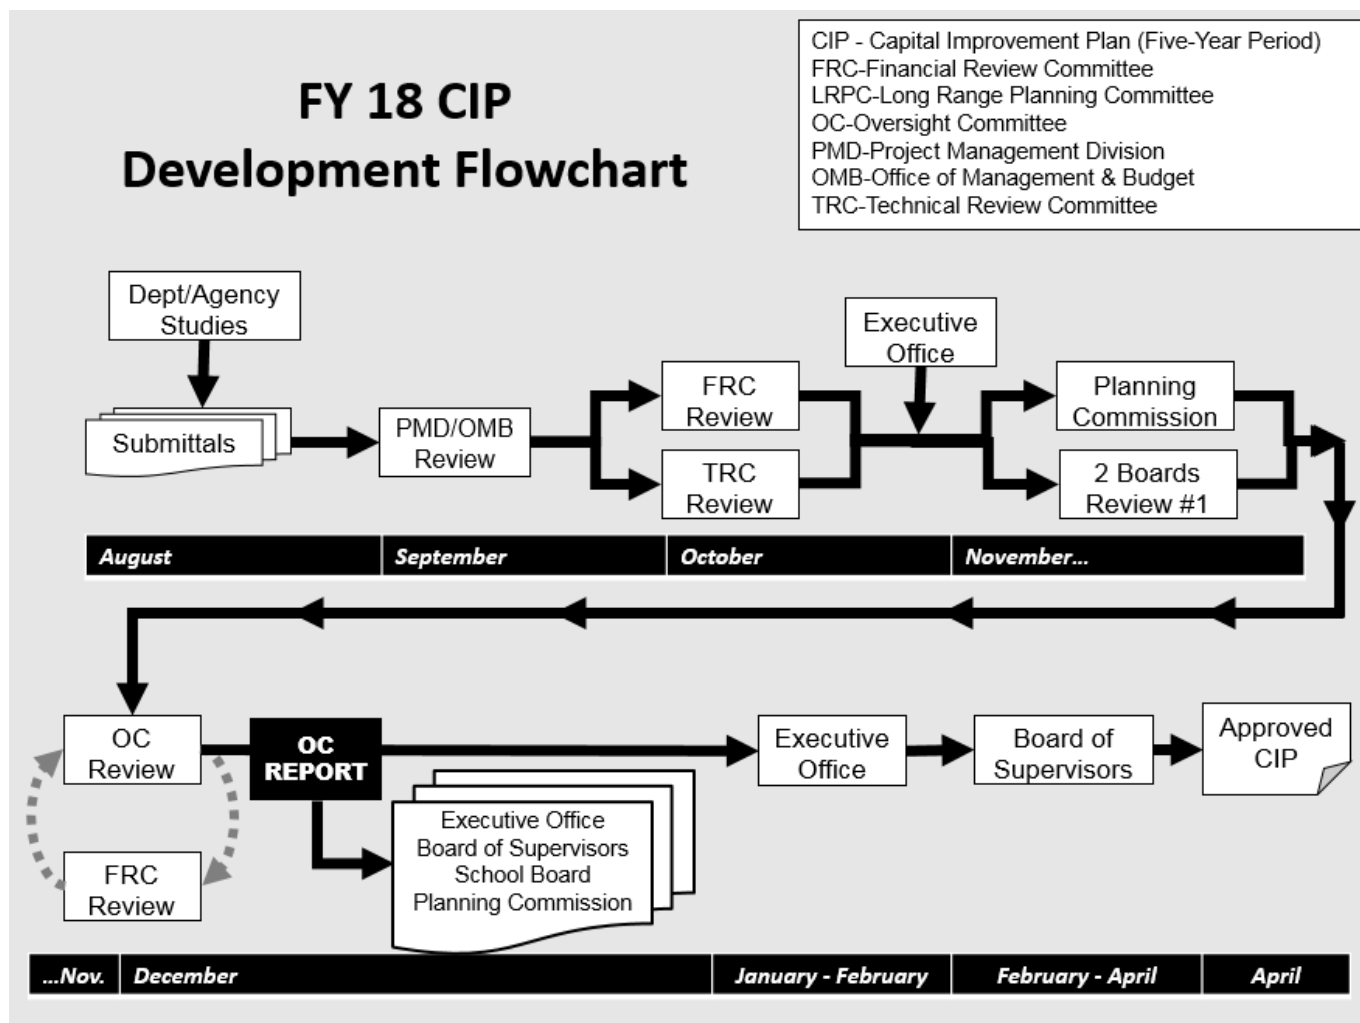 FY 18 CIP
Development Flowchart
CIP - Capital Improvement Plan (Five-Year Period)
FRC-Financial Review Committee
LRPC-Long Range Planning Committee
OC-Oversight Committee
PMD-Project Management Division
OMB-Office of Management & Budget
TRC-Technical Review Committee
Dept/Agency
Studies
Submittals
PMD/OMB
Review
FRC
Review
TRC
Review
Executive
Office
Planning
Commission
2 Boards
Review #1
August
September
October
November...
OC
Review
FRC
Review
OC
REPORT
Executive Office
Board of Supervisors
School Board
Planning Commission
Executive
Office
Board of
Supervisors
Approved
CIP
...Nov.
December
January - February
February - April
April